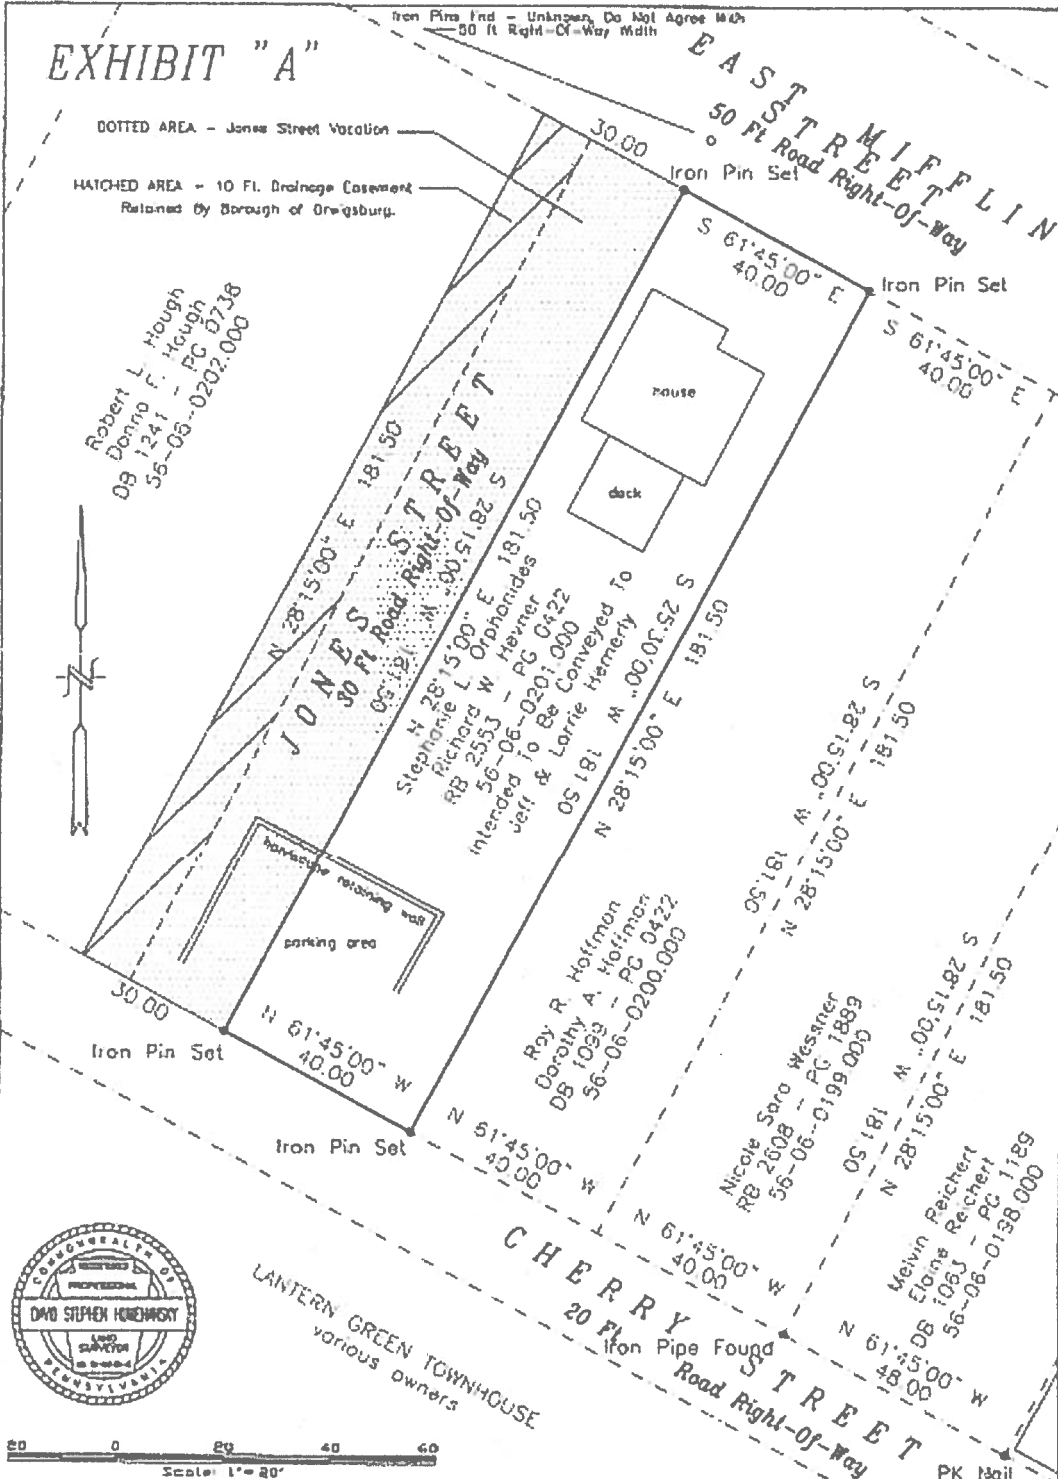 Iron Pins Fnd - Unknown, Do Not Agree With
50 ft Right-Of-Way Width
EXHIBIT "A"
DOTTED AREA - Jones Street Vacation
HATCHED AREA - 10 Ft. Drainage Easement
Retained By Borough of Orwigsburg.
EAST MIFFLIN
STREET
50 Ft Road Right-Of-Way
30.00
Iron Pin Set
S 61°45'00" E
40.00
Iron Pin Set
S 61°45'00" E
40.00
house
deck
Robert L. Hough
Donna E. Hough
DB 1241 - PG 0738
56-06-0202.000
N 28°15'00" E 181.50
JONES STREET
30 Ft Road Right-Of-Way
S 28°15'00" W 181.50
N 28°15'00" E 181.50
Stephanie L. Orphanides
Richard W. Hevner
RB 2553 - PG 0422
56-06-0201.000
Intended To Be Conveyed To
Jeff & Lorrie Hemerly
S 25°30'00" W 181.50
N 28°15'00" E 181.50
S 28°15'00" W 181.50
N 28°15'00" E 181.50
S 28°15'00" W 181.50
N 28°15'00" E 181.50
retaining wall
parking area
30.00
Iron Pin Set
N 61°45'00" W
40.00
Iron Pin Set
Roy R. Hoffman
Dorothy A. Hoffman
DB 1099 - PG 0422
56-06-0200.000
N 61°45'00" W
40.00
Nicole Sara Wessner
RB 2608 - PG 1889
56-06-0199.000
N 61°45'00" W
40.00
Melvin Reichert
Elaine Reichert
DB 1063 - PG 1189
56-06-0198.000
N 61°45'00" W
48.00
CHERRY STREET
20 Ft Road Right-Of-Way
Iron Pipe Found
PK Nail
LANTERN GREEN TOWNHOUSE
various owners
COMMONWEALTH OF
PENNSYLVANIA
REGISTERED
PROFESSIONAL
DAVID STEPHEN
LAND
SURVEYOR
20 0 20 40 60
Scale: 1"=20'